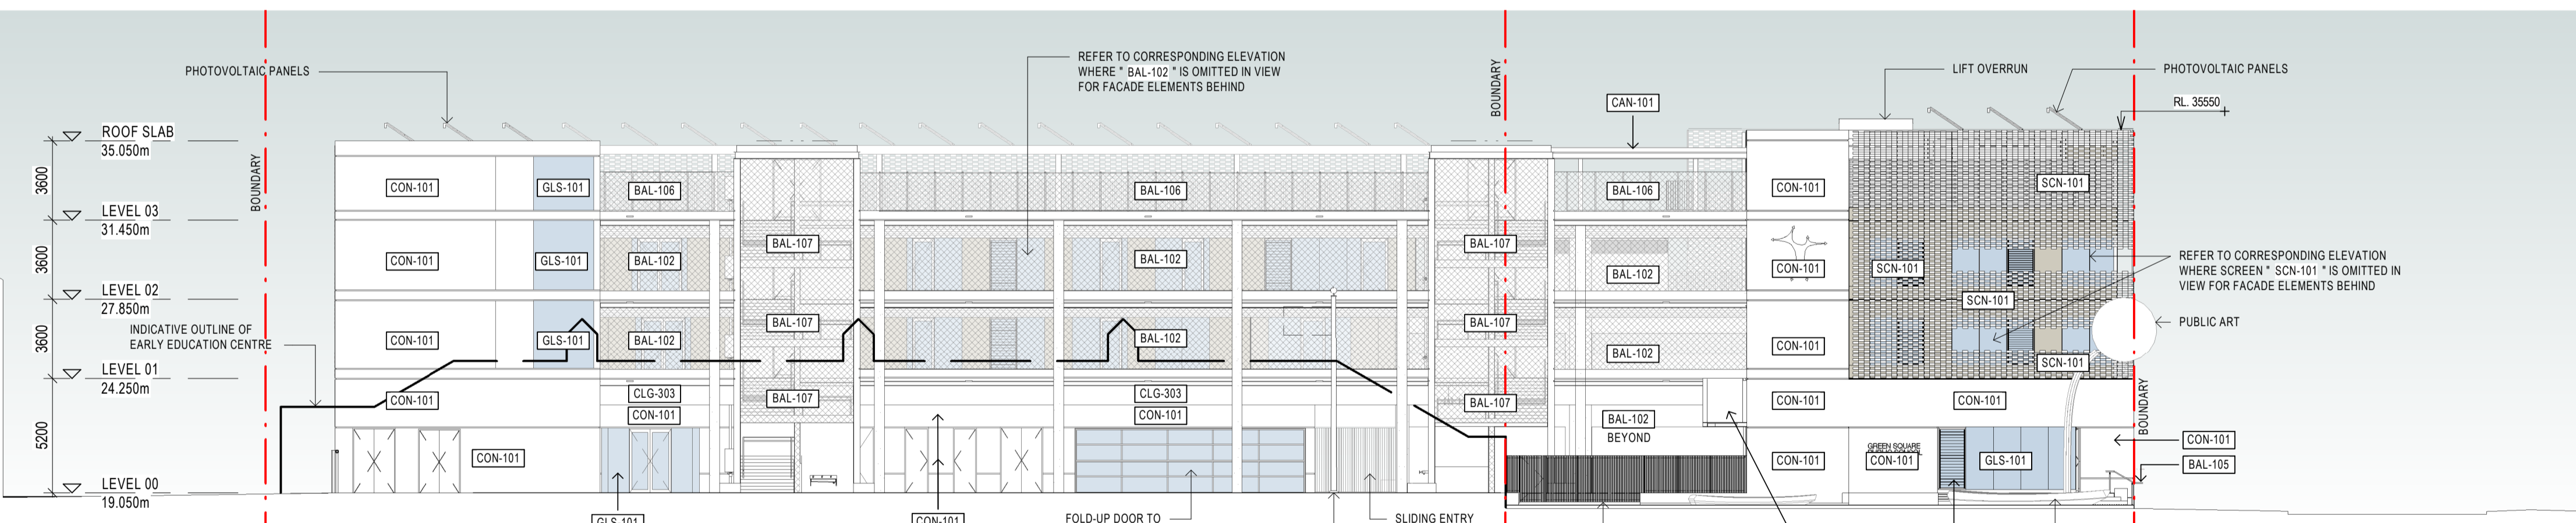 PHOTOVOLTAIC PANELS
REFER TO CORRESPONDING ELEVATION
WHERE " BAL-102 " IS OMITTED IN VIEW
FOR FACADE ELEMENTS BEHIND
BOUNDARY
CAN-101
LIFT OVERRUN
PHOTOVOLTAIC PANELS
RL. 35550
ROOF SLAB
35.050m
BOUNDARY
3600
CON-101
GLS-101
BAL-106
BAL-106
BAL-106
CON-101
SCN-101
LEVEL 03
31.450m
3600
CON-101
GLS-101
BAL-102
BAL-107
BAL-102
BAL-107
BAL-102
CON-101
SCN-101
REFER TO CORRESPONDING ELEVATION
WHERE SCREEN " SCN-101 " IS OMITTED IN
VIEW FOR FACADE ELEMENTS BEHIND
LEVEL 02
27.850m
SCN-101
3600
INDICATIVE OUTLINE OF
EARLY EDUCATION CENTRE
CON-101
GLS-101
BAL-102
BAL-107
BAL-102
BAL-107
BAL-102
CON-101
PUBLIC ART
SCN-101
LEVEL 01
24.250m
BOUNDARY
CON-101
CLG-303
CON-101
BAL-107
CLG-303
CON-101
BAL-107
BAL-102
BEYOND
CON-101
CON-101
5200
CON-101
CON-101
GREEN SQUARE
CON-101
GLS-101
CON-101
BAL-105
LEVEL 00
19.050m
GLS-101
CON-101
FOLD-UP DOOR TO
SLIDING ENTRY